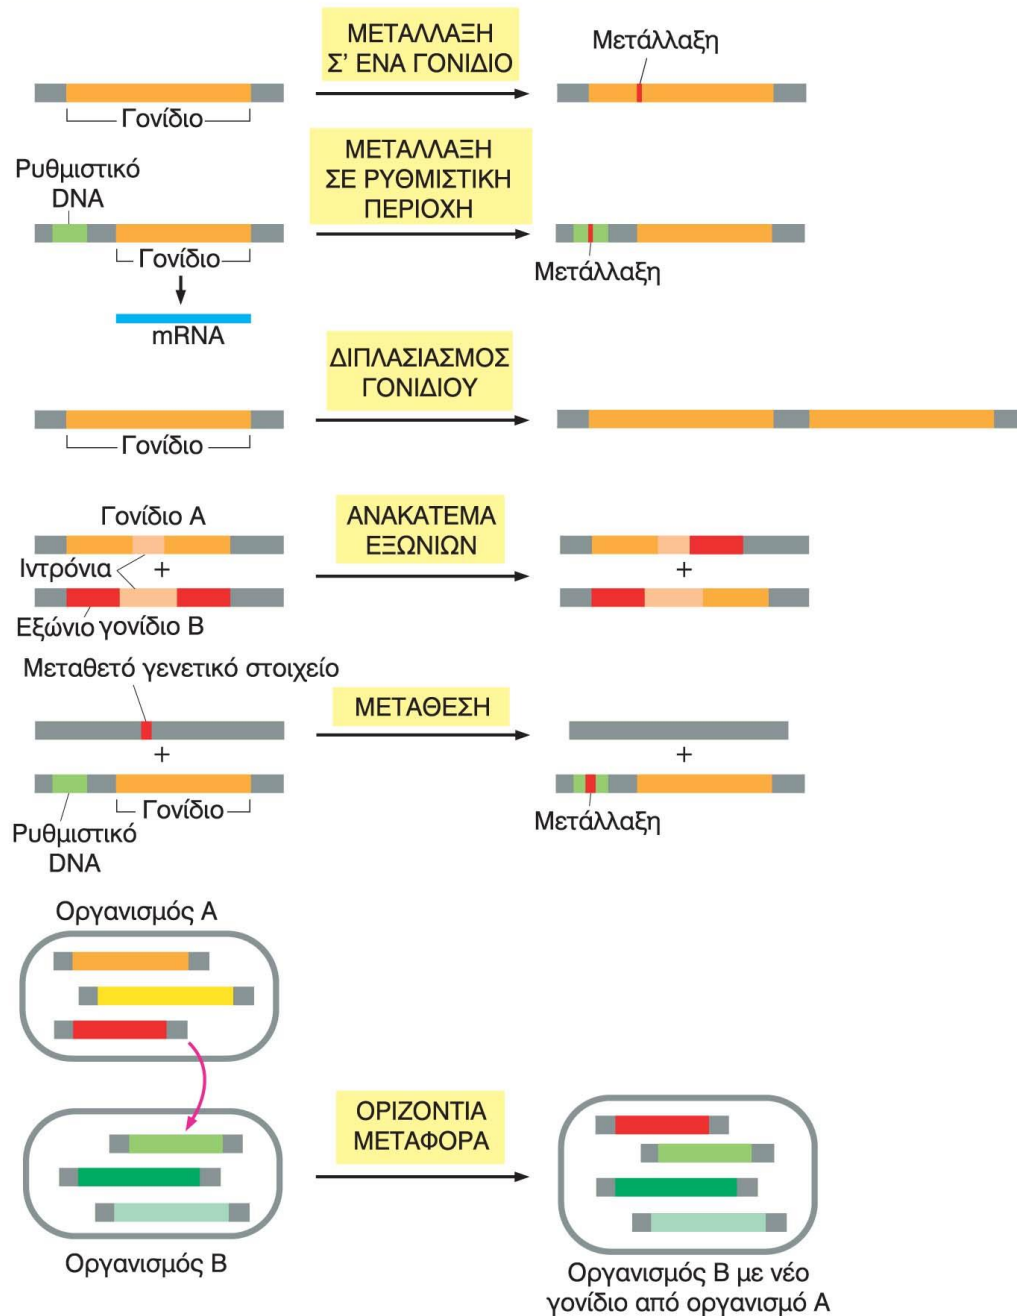 ΜΕΤΑΛΛΑΞΗ
Σ' ΕΝΑ ΓΟΝΙΔΙΟ
Μετάλλαξη
Γονίδιο
Ρυθμιστικό
DNA
ΜΕΤΑΛΛΑΞΗ
ΣΕ ΡΥΘΜΙΣΤΙΚΗ
ΠΕΡΙΟΧΗ
Γονίδιο
Μετάλλαξη
mRNA
ΔΙΠΛΑΣΙΑΣΜΟΣ
ΓΟΝΙΔΙΟΥ
Γονίδιο
Γονίδιο Α
ΑΝΑΚΑΤΕΜΑ
ΕΞΩΝΙΩΝ
Ιντρόνια
+
+
Εξώνιο γονίδιο Β
Μεταθετό γενετικό στοιχείο
ΜΕΤΑΘΕΣΗ
+
+
Γονίδιο
Μετάλλαξη
Ρυθμιστικό
DNA
Οργανισμός Α
ΟΡΙΖΟΝΤΙΑ
ΜΕΤΑΦΟΡΑ
Οργανισμός Β
Οργανισμός Β με νέο
γονίδιο από οργανισμό Α